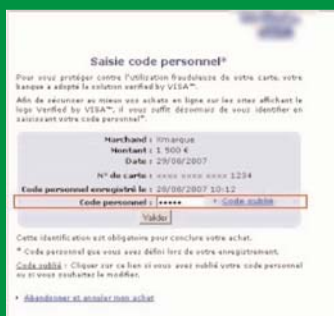 VISA
Saisie code personnel*
Pour vous protéger contre l'utilization frauduleuse de votre carte, votre
banque a adopté la solution verified by VISA™.
Afin de sécuriser au mieux vos achats en ligne sur les sites affichant le
logo Verified by VISA™, il vous suffit désormais de vous identifier en
saisissant votre code personnel*.
Marchand : Xmarque
Montant : 1 500 €
Date : 29/08/2007
N° de carte : xxxx xxxx xxxx 1234
Code personnel enregistré le : 28/08/2007 10:12
Code personnel : ***** • Code oublié
Valider
Cette identification est obligatoire pour conclure votre achat.
* Code personnel que vous avez défini lors de votre enregistrement.
Code oublié : Cliquer sur ce lien si vous avez oublié votre code personnel
ou si vous souhaitez le modifier.
• Abandonner et annuler mon achat